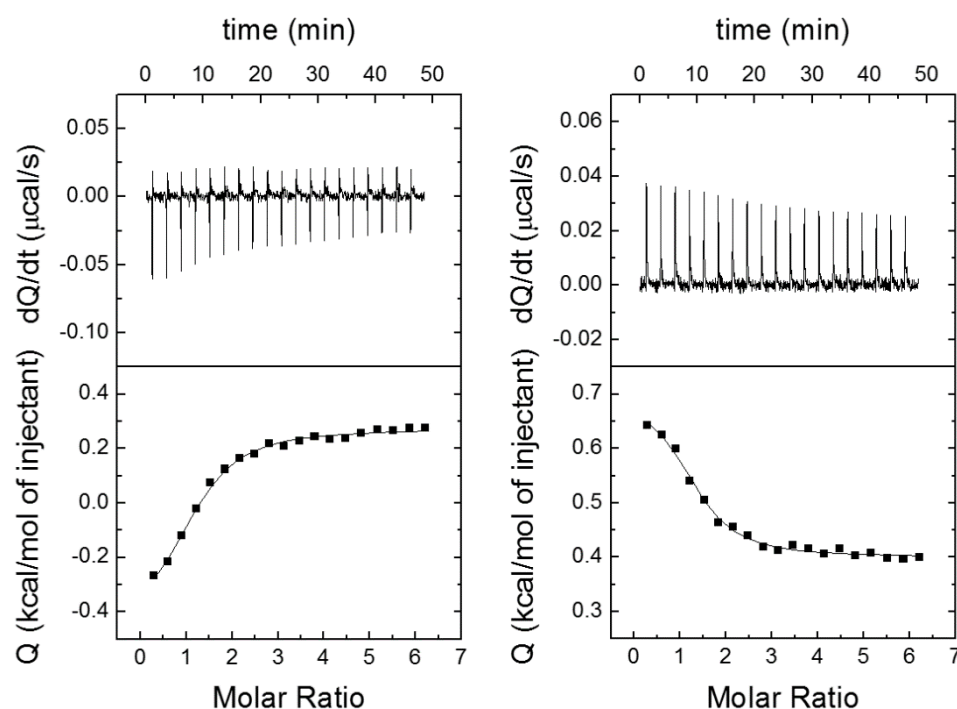 time (min)
0 10 20 30 40 50
0.05
0.00
-0.05
-0.10
dQ/dt (μcal/s)
0.4
0.2
0.0
-0.2
-0.4
Q (kcal/mol of injectant)
0 1 2 3 4 5 6 7
Molar Ratio
time (min)
0 10 20 30 40 50
0.06
0.04
0.02
0.00
-0.02
dQ/dt (μcal/s)
0.7
0.6
0.5
0.4
0.3
Q (kcal/mol of injectant)
0 1 2 3 4 5 6 7
Molar Ratio